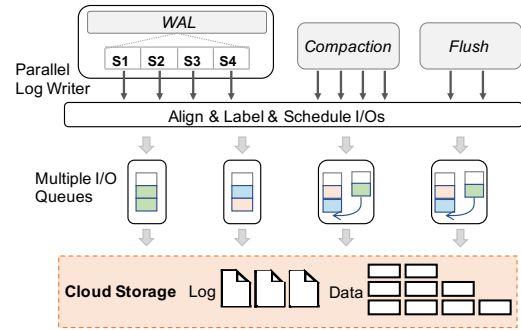 WAL
S1 S2 S3 S4
Compaction
Flush
Parallel
Log Writer
Align & Label & Schedule I/Os
Multiple I/O
Queues
Cloud Storage Log Data